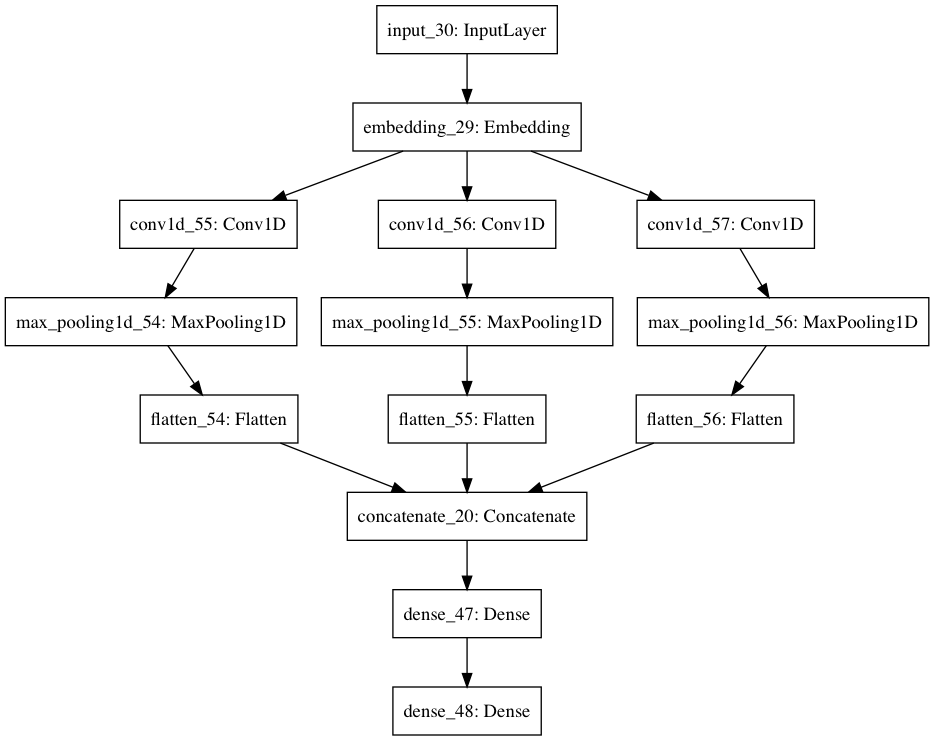 input_30: InputLayer
embedding_29: Embedding
conv1d_55: Conv1D
conv1d_56: Conv1D
conv1d_57: Conv1D
max_pooling1d_54: MaxPooling1D
max_pooling1d_55: MaxPooling1D
max_pooling1d_56: MaxPooling1D
flatten_54: Flatten
flatten_55: Flatten
flatten_56: Flatten
concatenate_20: Concatenate
dense_47: Dense
dense_48: Dense